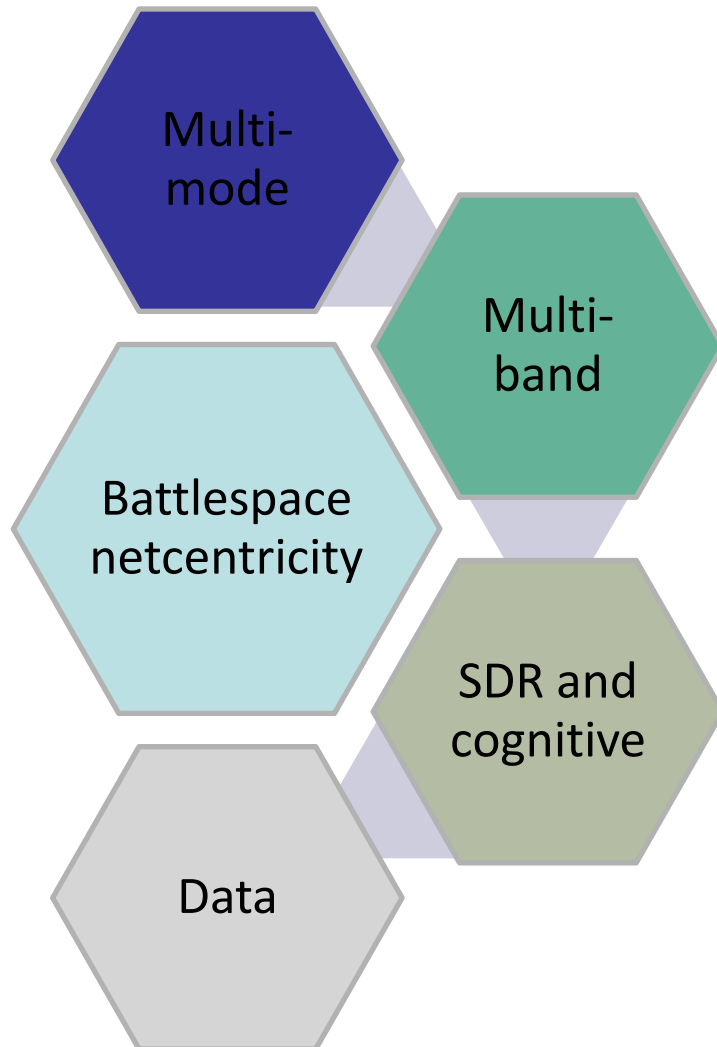 Multi-
mode
Multi-
band
Battlespace
netcentricity
SDR and
cognitive
Data